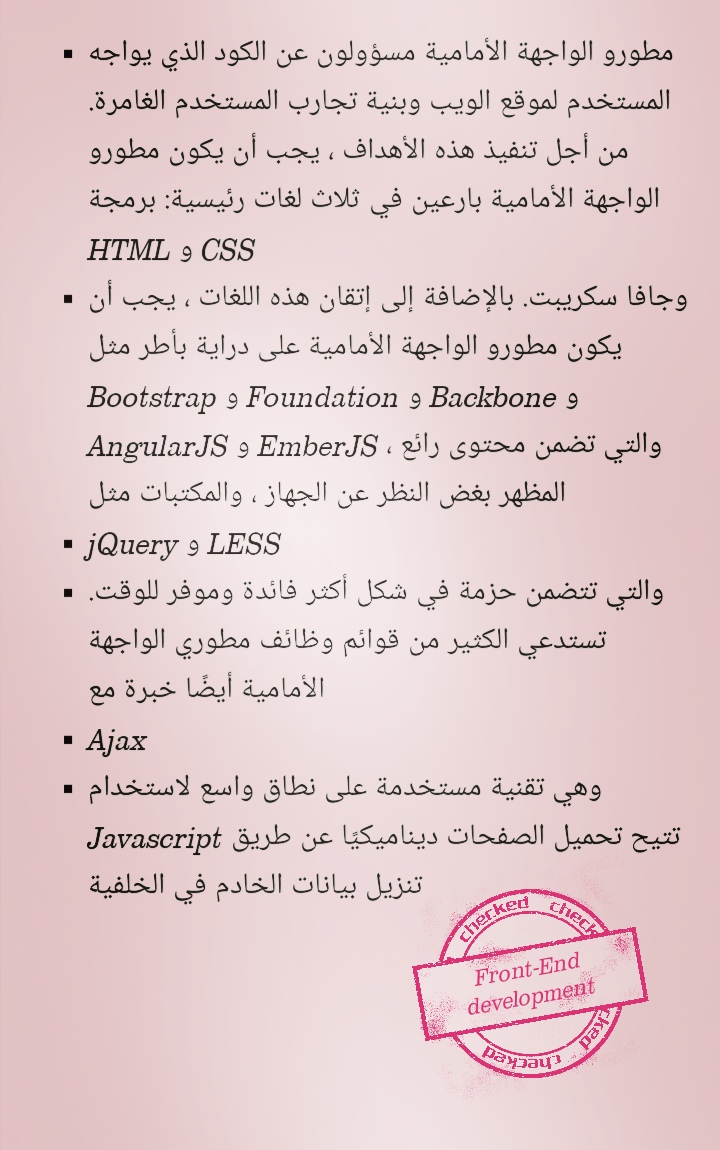 ▪ مطورو الواجهة الأمامية مسؤولون عن الكود الذي يواجه
المستخدم لموقع الويب وبنية تجارب المستخدم الغامرة.
من أجل تنفيذ هذه الأهداف ، يجب أن يكون مطورو
الواجهة الأمامية بارعين في ثلاث لغات رئيسية: برمجة
HTML و CSS
▪ وجافا سكريبت. بالإضافة إلى إتقان هذه اللغات ، يجب أن
يكون مطورو الواجهة الأمامية على دراية بأطر مثل
Bootstrap و Foundation و Backbone و
AngularJS و EmberJS ، والتي تضمن محتوى رائع
المظهر بغض النظر عن الجهاز ، والمكتبات مثل
▪ jQuery و LESS
▪ والتي تتضمن حزمة في شكل أكثر فائدة وموفر للوقت.
تستدعي الكثير من قوائم وظائف مطوري الواجهة
الأمامية أيضًا خبرة مع
▪ Ajax
▪ وهي تقنية مستخدمة على نطاق واسع لاستخدام
Javascript تتيح تحميل الصفحات ديناميكيًا عن طريق
تنزيل بيانات الخادم في الخلفية
checked check
Front-End
development
checked cked